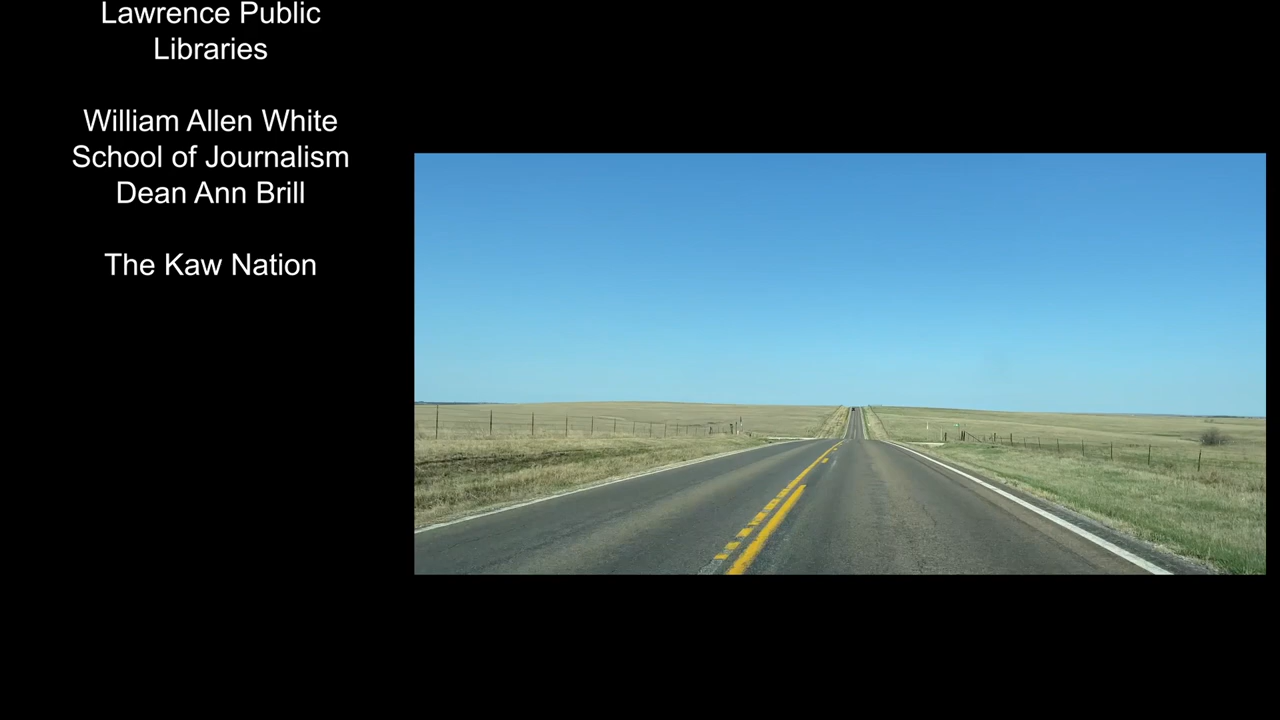 Lawrence Public
Libraries
William Allen White
School of Journalism
Dean Ann Brill
The Kaw Nation